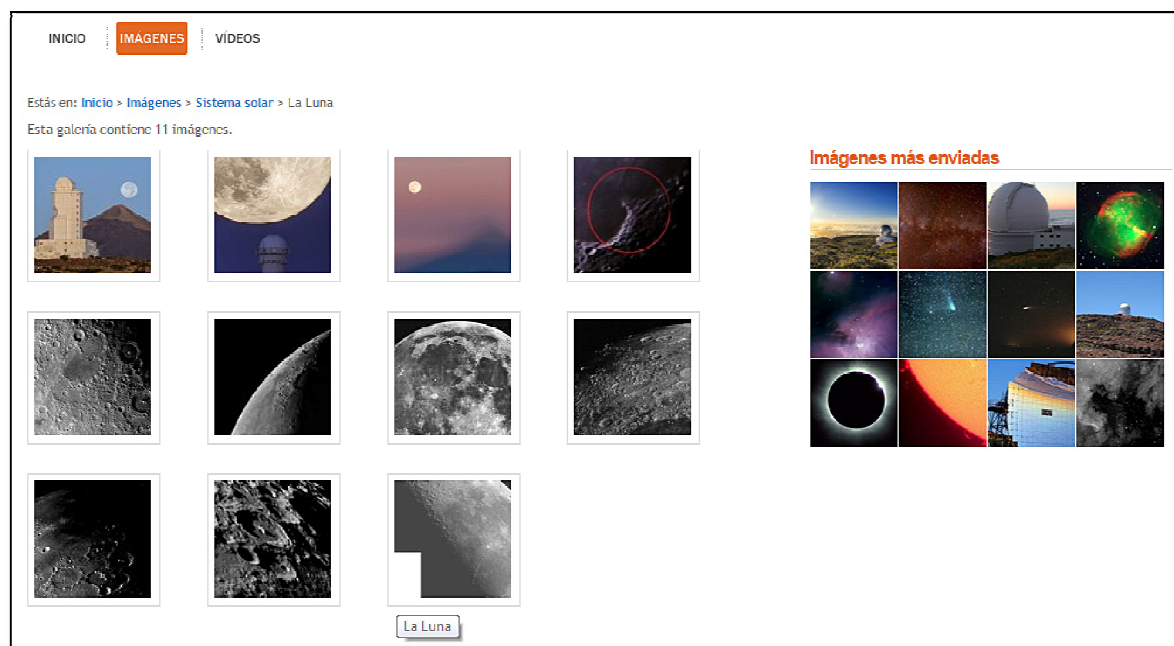 INICIO IMÁGENES VÍDEOS
Estás en: Inicio > Imágenes > Sistema solar > La Luna
Esta galería contiene 11 imágenes.
Imágenes más enviadas
La Luna